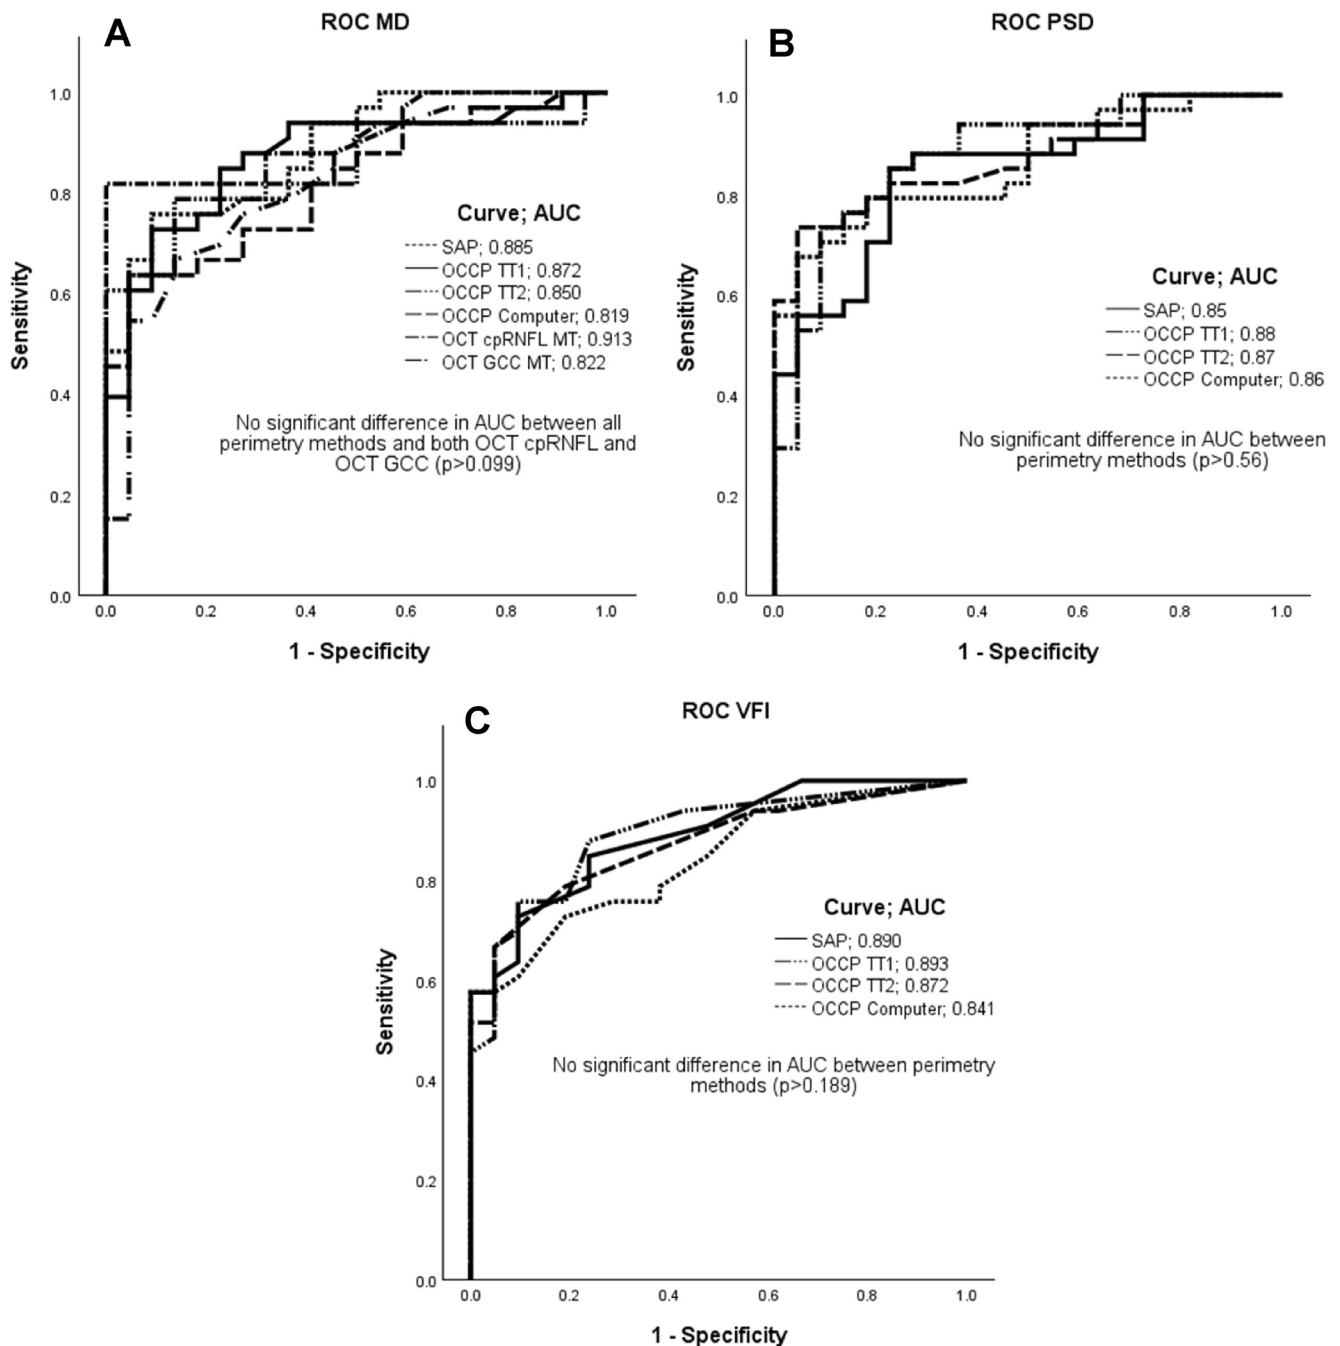 A
ROC MD
1.0
0.8
0.6
0.4
0.2
0.0
Sensitivity
0.0 0.2 0.4 0.6 0.8 1.0
1 - Specificity
Curve; AUC
SAP; 0.885
OCCP TT1; 0.872
OCCP TT2; 0.850
OCCP Computer; 0.819
OCT cpRNFL MT; 0.913
OCT GCC MT; 0.822
No significant difference in AUC between all
perimetry methods and both OCT cpRNFL and
OCT GCC (p>0.099)
B
ROC PSD
1.0
0.8
0.6
0.4
0.2
0.0
Sensitivity
0.0 0.2 0.4 0.6 0.8 1.0
1 - Specificity
Curve; AUC
SAP; 0.85
OCCP TT1; 0.88
OCCP TT2; 0.87
OCCP Computer; 0.86
No significant difference in AUC between
perimetry methods (p>0.56)
C
ROC VFI
1.0
0.8
0.6
0.4
0.2
0.0
Sensitivity
0.0 0.2 0.4 0.6 0.8 1.0
1 - Specificity
Curve; AUC
SAP; 0.890
OCCP TT1; 0.893
OCCP TT2; 0.872
OCCP Computer; 0.841
No significant difference in AUC between perimetry
methods (p>0.189)